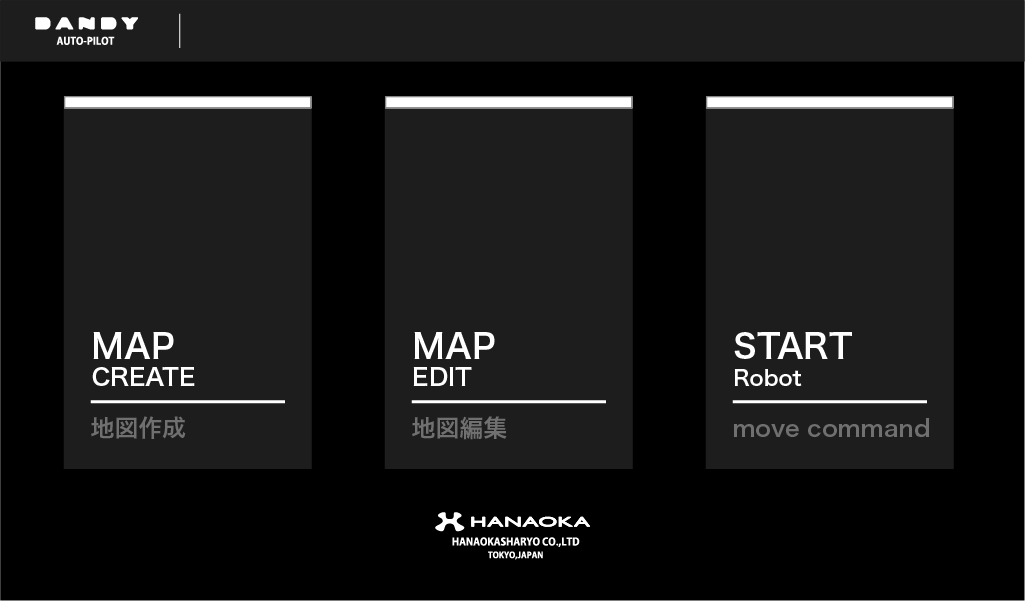 DANDY
AUTO-PILOT
MAP
CREATE
地図作成
MAP
EDIT
地図編集
START
Robot
move command
HANAOKA
HANAOKASHARYO CO.,LTD
TOKYO,JAPAN